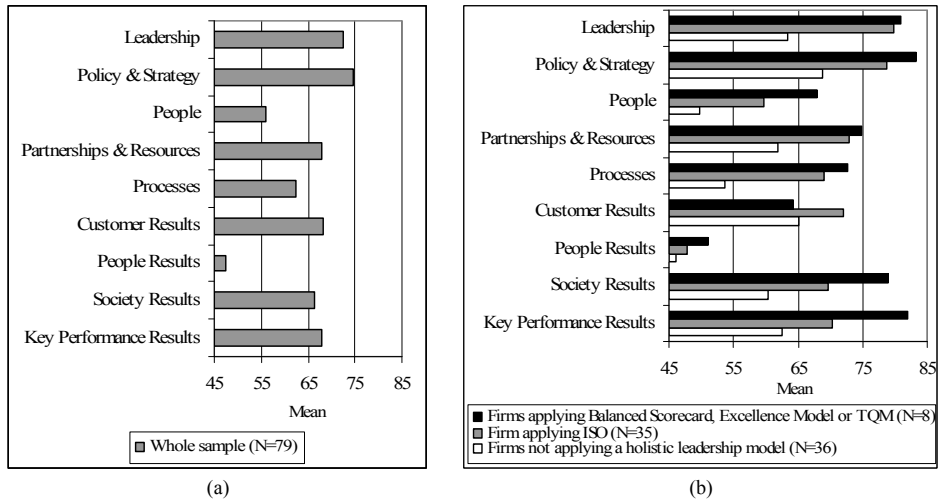 Leadership
Policy & Strategy
People
Partnerships & Resources
Processes
Customer Results
People Results
Society Results
Key Performance Results
45 55 65 75 85
Mean
Whole sample (N=79)
(a)
Leadership
Policy & Strategy
People
Partnerships & Resources
Processes
Customer Results
People Results
Society Results
Key Performance Results
45 55 65 75 85
Mean
Firms applying Balanced Scorecard, Excellence Model or TQM (N=8)
Firm applying ISO (N=35)
Firms not applying a holistic leadership model (N=36)
(b)